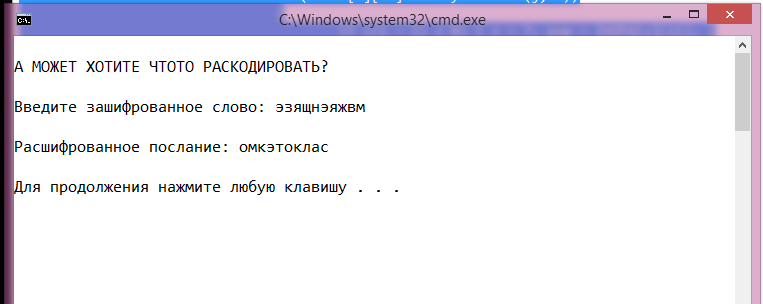 C:\Windows\system32\cmd.exe
А МОЖЕТ ХОТИТЕ ЧТОТО РАСКОДИРОВАТЬ?
Введите зашифрованное слово: эзящнэяжвм
Расшифрованное послание: омкэтоклас
Для продолжения нажмите любую клавишу . . .